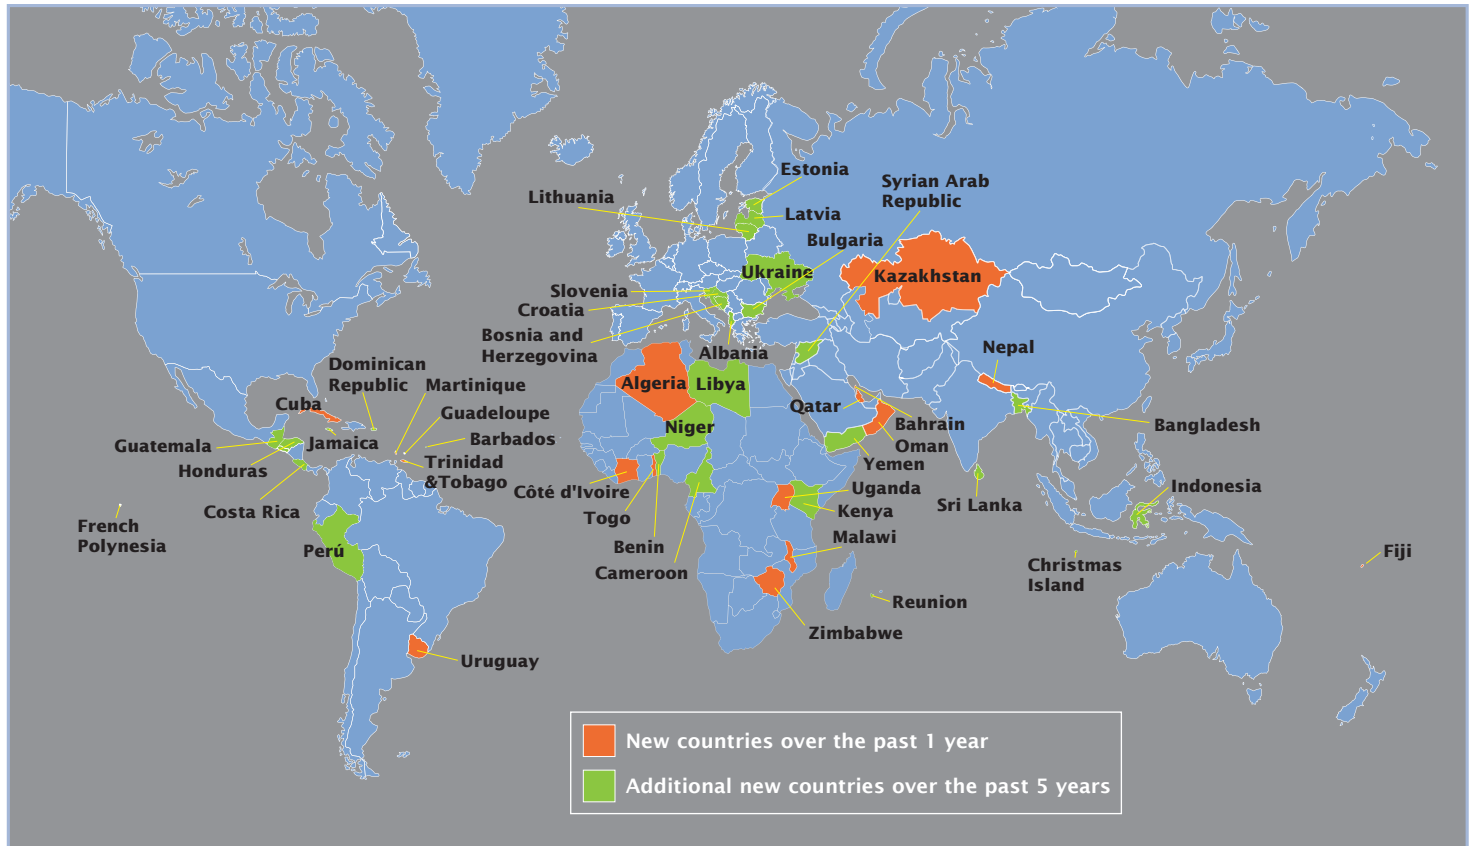 Estonia
Syrian Arab
Republic
Lithuania
Latvia
Bulgaria
Ukraine
Kazakhstan
Slovenia
Croatia
Bosnia and
Herzegovina
Albania
Nepal
Dominican
Republic
Martinique
Algeria
Libya
Cuba
Qatar
Guadeloupe
Bahrain
Bangladesh
Niger
Guatemala
Jamaica
Barbados
Oman
Honduras
Trinidad
&Tobago
Yemen
Côté d'Ivoire
Uganda
Indonesia
Costa Rica
Togo
Kenya
Sri Lanka
French
Polynesia
Perú
Benin
Malawi
Cameroon
Christmas
Island
Fiji
Reunion
Zimbabwe
Uruguay
New countries over the past 1 year
Additional new countries over the past 5 years